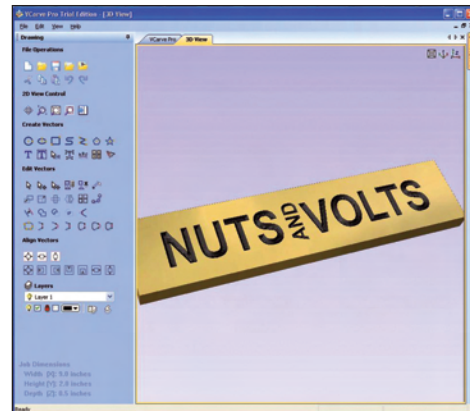 VCarve Pro Trial Edition - [3D View]
File Edit View Help
Drawing
VCarve Pro 3D View
File Operations
2D View Control
Create Vectors
Edit Vectors
Align Vectors
Layers
Layer 1
NUTS AND VOLTS
Job Dimensions
Width (X): 9.0 inches
Height (Y): 2.0 inches
Depth (Z): 0.5 inches
Ready